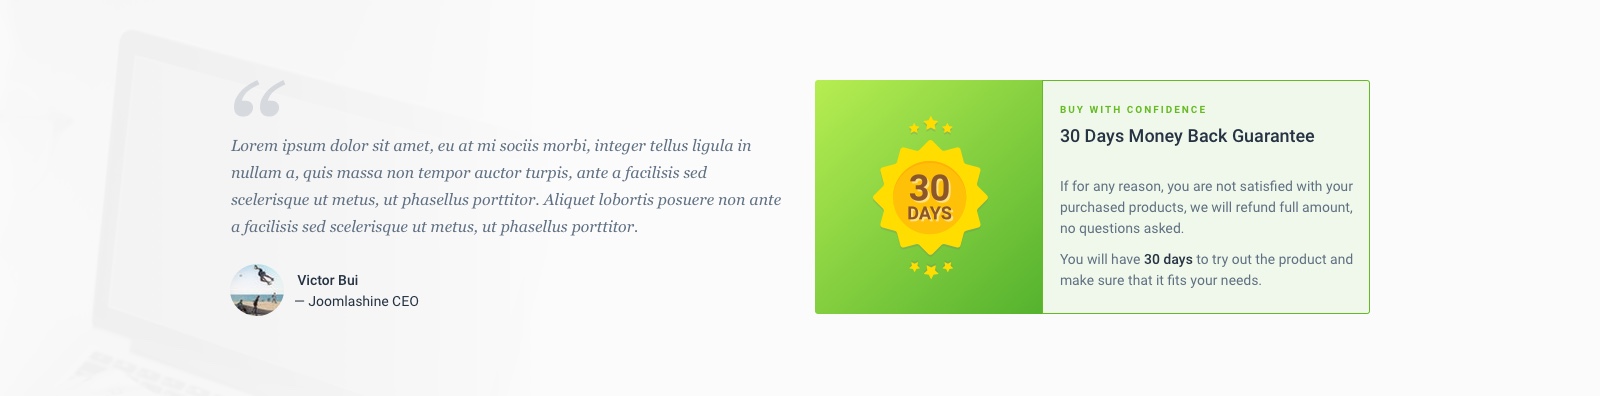 “
Lorem ipsum dolor sit amet, eu at mi sociis morbi, integer tellus ligula in
nullam a, quis massa non tempor auctor turpis, ante a facilisis sed
scelerisque ut metus, ut phasellus porttitor. Aliquet lobortis posuere non ante
a facilisis sed scelerisque ut metus, ut phasellus porttitor.
Victor Bui
— Joomlashine CEO
30
DAYS
BUY WITH CONFIDENCE
30 Days Money Back Guarantee
If for any reason, you are not satisfied with your
purchased products, we will refund full amount,
no questions asked.
You will have 30 days to try out the product and
make sure that it fits your needs.